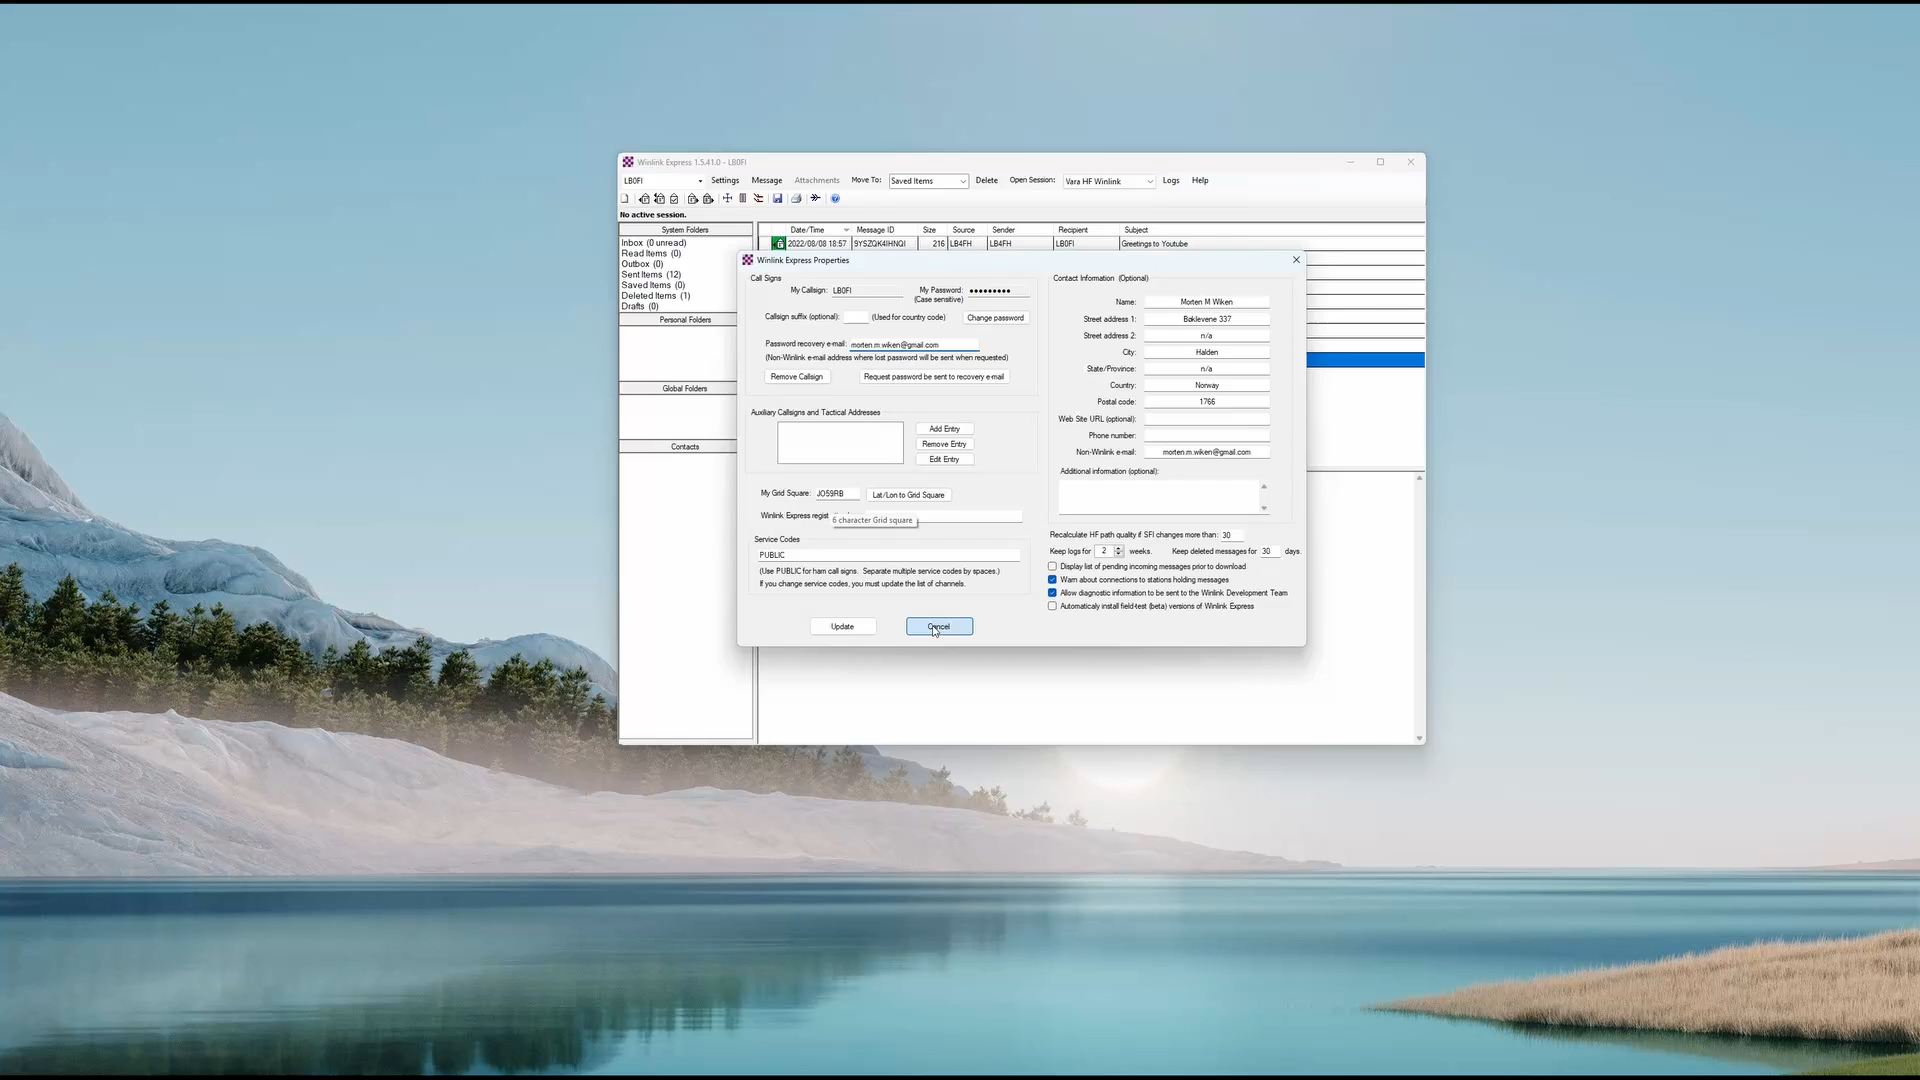 Winlink Express 1.5.41.0 - LB0FI
LB0FI Settings Message Attachments Move To: Saved Items Delete Open Session: Vara HF Winlink Logs Help
No active session.
System Folders
Inbox (0 unread)
Read Items (0)
Outbox (0)
Sent Items (12)
Saved Items (0)
Deleted Items (1)
Drafts (0)
Personal Folders
Global Folders
Contacts
Date/Time Message ID Size Source Sender Recipient Subject
2022/08/08 18:57 9YSZQK4IHNQI 216 LB4FH LB4FH LB0FI Greetings to Youtube
Winlink Express Properties
Call Signs
My Callsign: LB0FI My Password: ●●●●●●●●●
(Case sensitive)
Callsign suffix (optional): (Used for country code) Change password
Password recovery e-mail: morten.m.wiken@gmail.com
(Non-Winlink e-mail address where lost password will be sent when requested)
Remove Callsign Request password be sent to recovery e-mail
Auxiliary Callsigns and Tactical Addresses
Add Entry
Remove Entry
Edit Entry
My Grid Square: JO59RB Lat/Lon to Grid Square
Winlink Express regist
6 character Grid square
Service Codes
PUBLIC
(Use PUBLIC for ham call signs. Separate multiple service codes by spaces.)
If you change service codes, you must update the list of channels.
Update Cancel
Contact Information (Optional)
Name: Morten M Wiken
Street address 1: Bøklevene 337
Street address 2: n/a
City: Halden
State/Province: n/a
Country: Norway
Postal code: 1766
Web Site URL (optional):
Phone number:
Non-Winlink e-mail: morten.m.wiken@gmail.com
Additional information (optional):
Recalculate HF path quality if SFI changes more than: 30
Keep logs for 2 weeks. Keep deleted messages for 30 days.
Display list of pending incoming messages prior to download
Warn about connections to stations holding messages
Allow diagnostic information to be sent to the Winlink Development Team
Automaticaly install field-test (beta) versions of Winlink Express